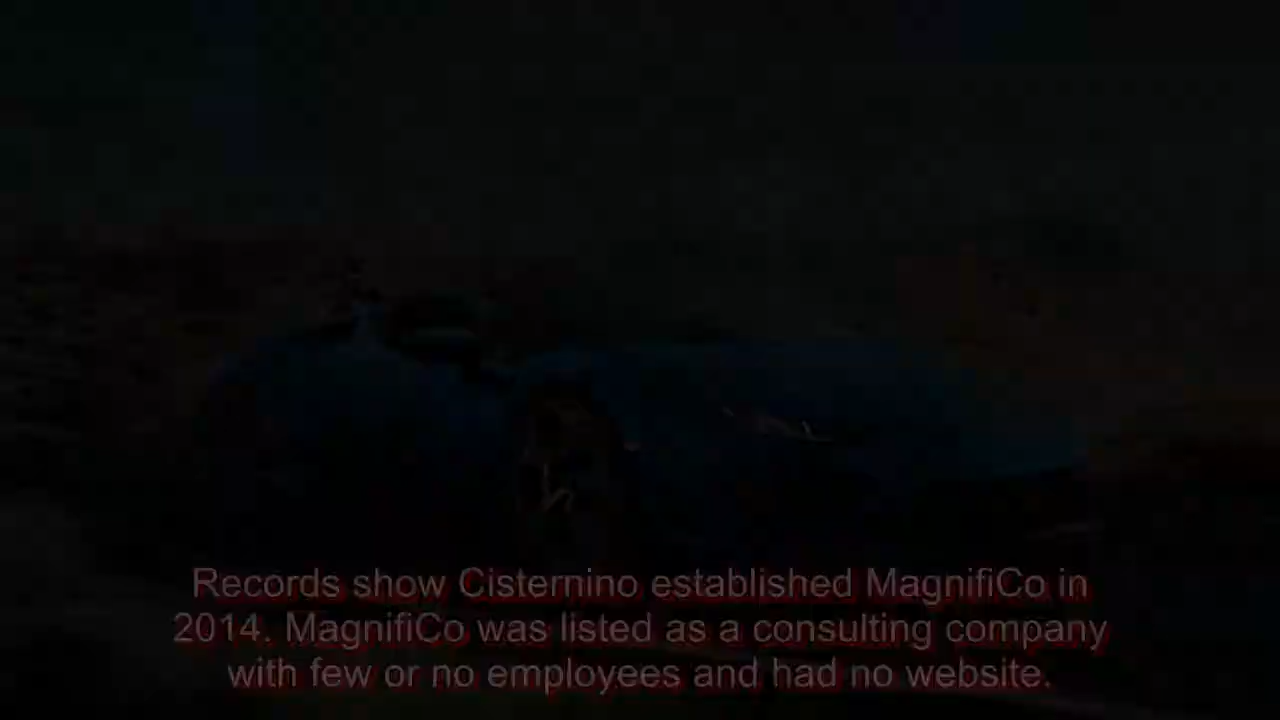 Records show Cisternino established MagnifiCo in
2014. MagnifiCo was listed as a consulting company
with few or no employees and had no website.